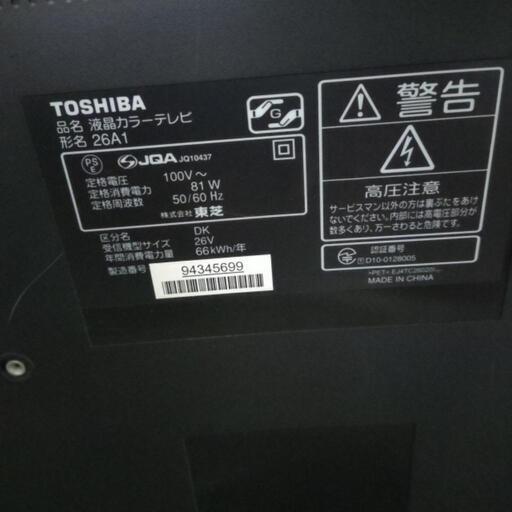 TOSHIBA
品名 液晶カラーテレビ
形名 26A1
G
PS
E
JQA JQ10437
定格電圧 100V～
定格消費電力 81W
定格周波数 50/60 Hz
株式会社 東芝
区分名 DK
受信機型サイズ 26V
年間消費電力量 66kWh/年
製造番号 94345699
警告
高圧注意
サービスマン以外の方は裏ぶたをあけ
ないでください。内部には高電圧部分が
数多くあり、万一さわると危険です。
認証番号
D10-0128005
MADE IN CHINA